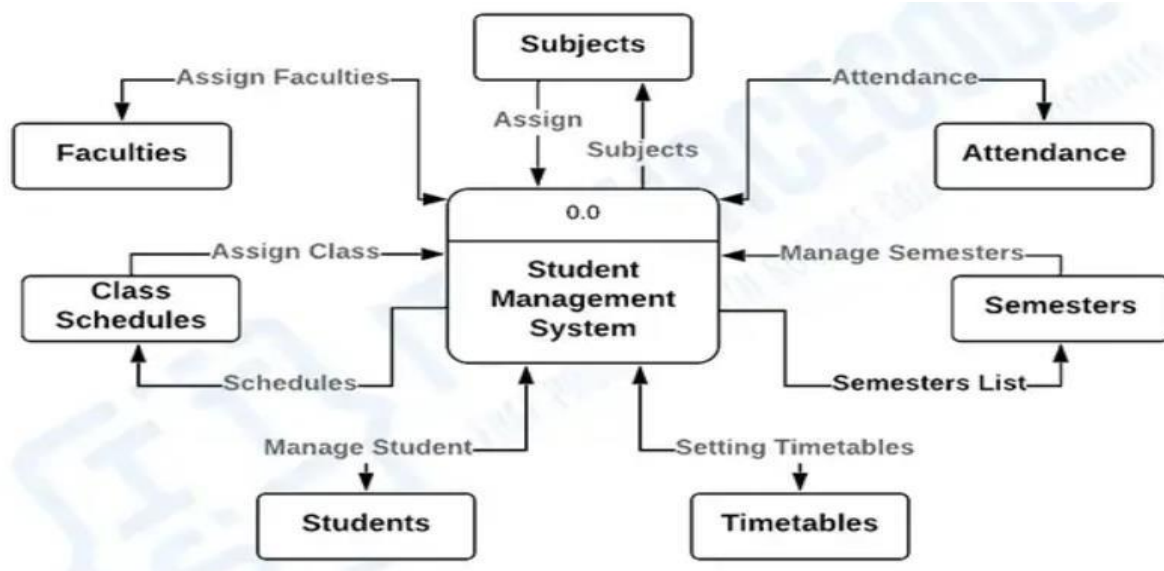 Subjects
Assign Faculties
Attendance
Assign
Subjects
Faculties
Attendance
0.0
Assign Class
Manage Semesters
Student
Management
System
Class
Schedules
Semesters
Schedules
Semesters List
Manage Student
Setting Timetables
Students
Timetables